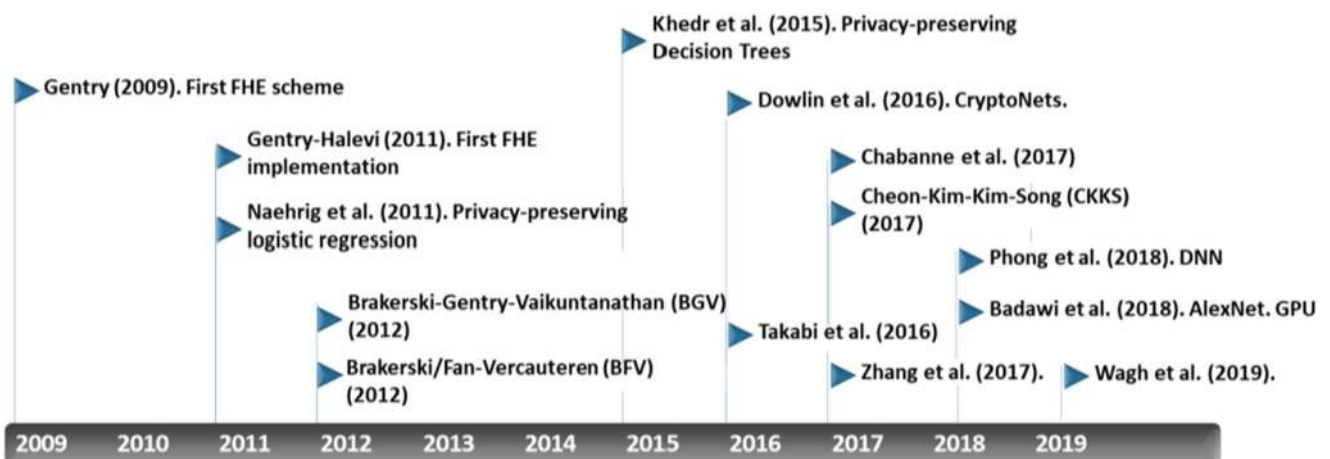 Khedr et al. (2015). Privacy-preserving
Decision Trees
Gentry (2009). First FHE scheme
Dowlin et al. (2016). CryptoNets.
Gentry-Halevi (2011). First FHE
implementation
Chabanne et al. (2017)
Cheon-Kim-Kim-Song (CKKS)
(2017)
Naehrig et al. (2011). Privacy-preserving
logistic regression
Phong et al. (2018). DNN
Brakerski-Gentry-Vaikuntanathan (BGV)
(2012)
Badawi et al. (2018). AlexNet. GPU
Takabi et al. (2016)
Brakerski/Fan-Vercauteren (BFV)
(2012)
Zhang et al. (2017).
Wagh et al. (2019).
2009 2010 2011 2012 2013 2014 2015 2016 2017 2018 2019